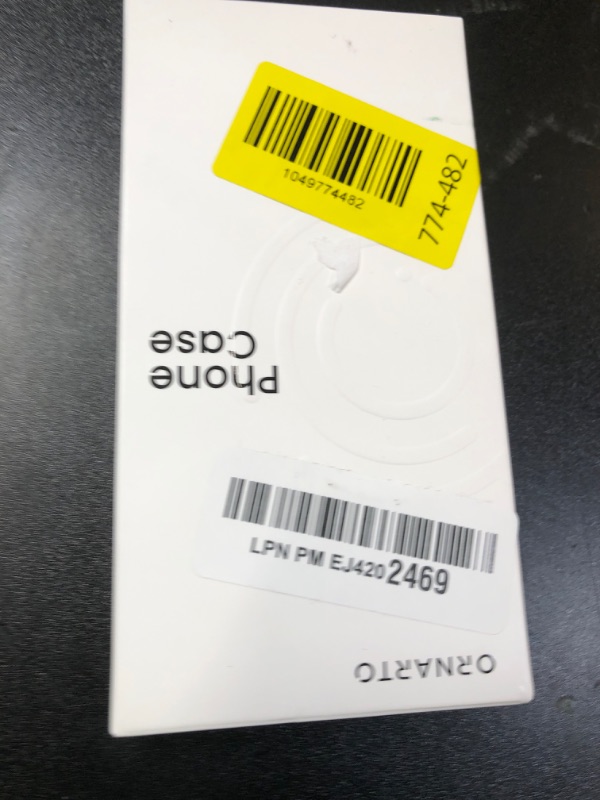 1049774482
774-482
Phone
Case
LPN PM EJ4202469
ORNARTO